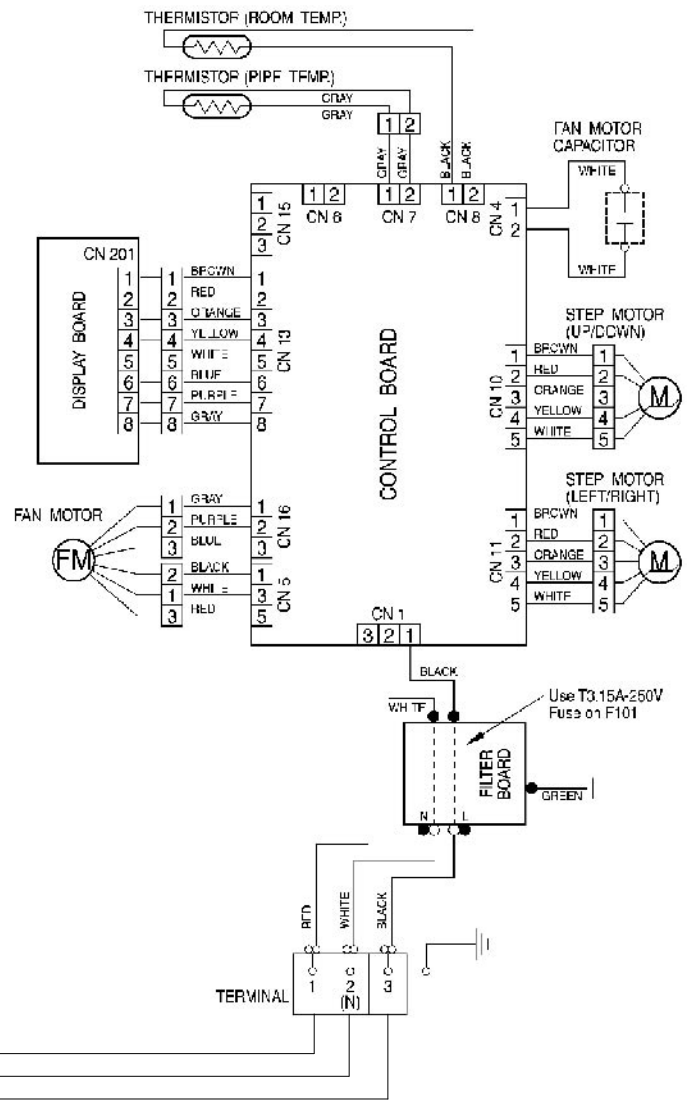 THERMISTOR (ROOM TEMP.)
THERMISTOR (PIPE TEMP.)
GRAY
GRAY
1 2
GRAY
GRAY
BLACK
BLACK
FAN MOTOR
CAPACITOR
WHITE
WHITE
1 2
CN 6
1 2
CN 7
1 2
CN 8
CN 4
1
2
1
2
3
CN 15
CN 201
DISPLAY BOARD
1 1 BROWN 1
2 2 RED 2
3 3 ORANGE 3
4 4 YELLOW 4
5 5 WHITE 5
6 6 BLUE 6
7 7 PURPLE 7
8 8 GRAY 8
CN 13
CONTROL BOARD
STEP MOTOR
(UP/DOWN)
CN 10
1 BROWN 1
2 RED 2
3 ORANGE 3
4 YELLOW 4
5 WHITE 5
M
STEP MOTOR
(LEFT/RIGHT)
CN 11
1 BROWN 1
2 RED 2
3 ORANGE 3
4 YELLOW 4
5 WHITE 5
M
FAN MOTOR
FM
1 GRAY 1
2 PURPLE 2
3 BLUE 3
CN 16
2 BLACK 1
1 WHITE 3
3 RED 5
CN 5
CN 1
3 2 1
BLACK
WHITE
Use T3.15A-250V
Fuse on F101
FILTER
BOARD
GREEN
N L
RED
WHITE
BLACK
TERMINAL
1 2 3
(N)